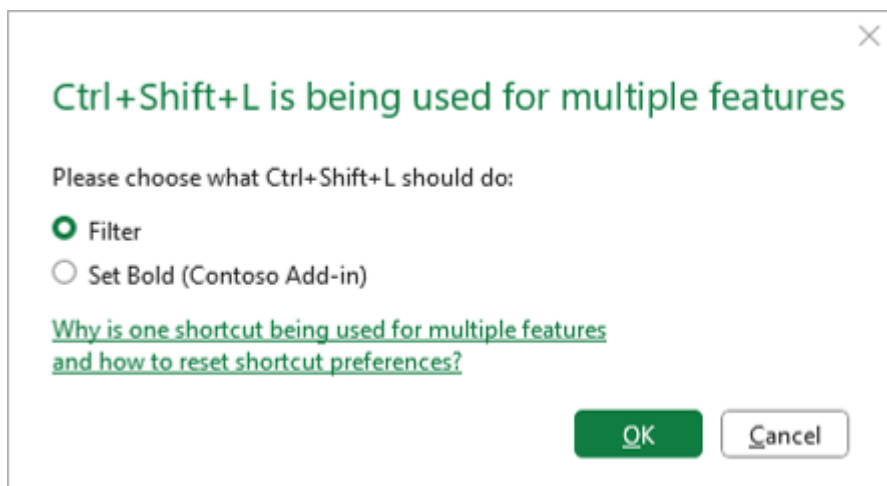 Ctrl+Shift+L is being used for multiple features
Please choose what Ctrl+Shift+L should do:
Filter
Set Bold (Contoso Add-in)
Why is one shortcut being used for multiple features
and how to reset shortcut preferences?
OK
Cancel